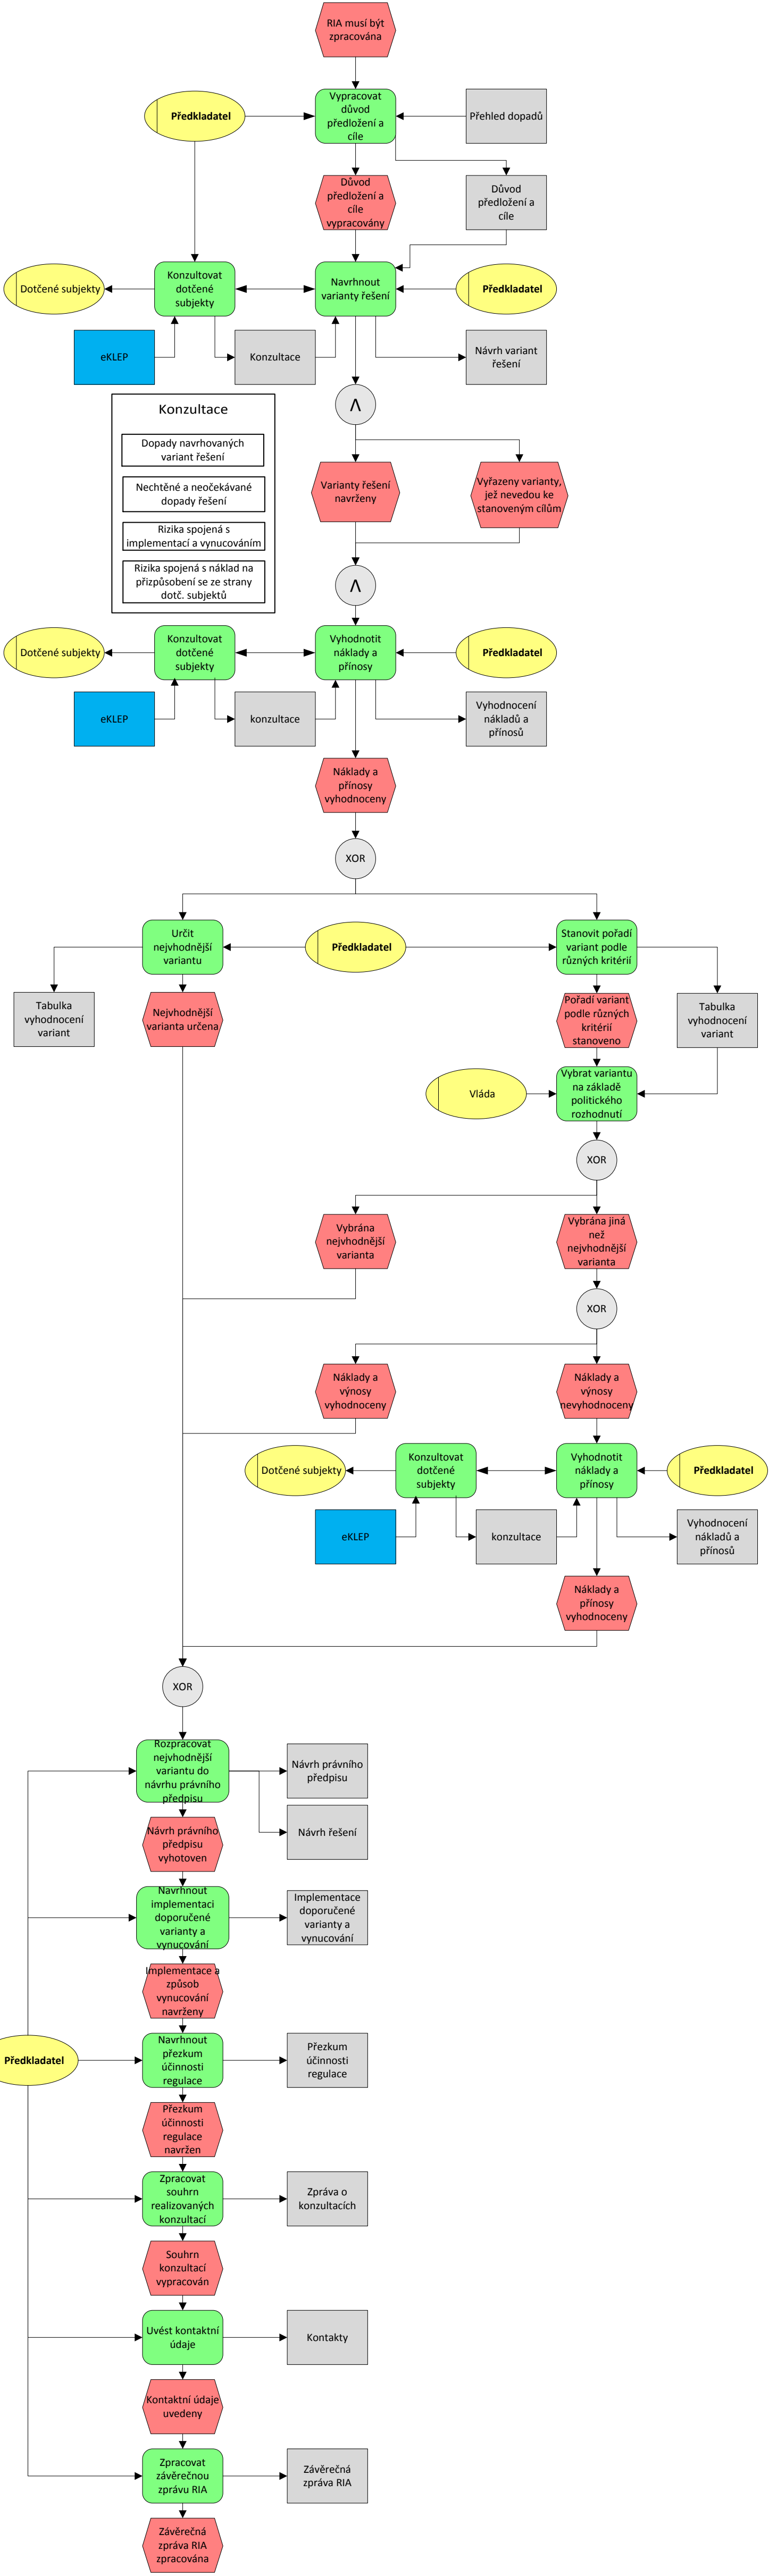 RIA musí být
zpracována
Vypracovat
důvod
předložení a
cíle
Předkladatel
Přehled dopadů
Důvod
předložení a
cíle
vypracovány
Důvod
předložení a
cíle
Dotčené subjekty
Konzultovat
dotčené
subjekty
Navrhnout
varianty řešení
Předkladatel
eKLEP
Konzultace
Návrh variant
řešení
Λ
Konzultace
Dopady navrhovaných
variant řešení
Nechtěné a neočekávané
dopady řešení
Rizika spojená s
implementací a vynucováním
Rizika spojená s náklad na
přizpůsobení se ze strany
dotč. subjektů
Varianty řešení
navrženy
Vyřazeny varianty,
jež nevedou ke
stanoveným cílům
Λ
Dotčené subjekty
Konzultovat
dotčené
subjekty
Vyhodnotit
náklady a
přínosy
Předkladatel
eKLEP
konzultace
Vyhodnocení
nákladů a
přínosů
Náklady a
přínosy
vyhodnoceny
XOR
Určit
nejvhodnější
variantu
Předkladatel
Stanovit pořadí
variant podle
různých kritérií
Tabulka
vyhodnocení
variant
Nejvhodnější
varianta určena
Pořadí variant
podle různých
kritérií
stanoveno
Tabulka
vyhodnocení
variant
Vláda
Vybrat variantu
na základě
politického
rozhodnutí
XOR
Vybrána
nejvhodnější
varianta
Vybrána jiná
než
nejvhodnější
varianta
XOR
Náklady a
výnosy
vyhodnoceny
Náklady a
výnosy
nevyhodnoceny
Dotčené subjekty
Konzultovat
dotčené
subjekty
Vyhodnotit
náklady a
přínosy
Předkladatel
eKLEP
konzultace
Vyhodnocení
nákladů a
přínosů
Náklady a
přínosy
vyhodnoceny
XOR
Rozpracovat
nejvhodnější
variantu do
návrhu právního
předpisu
Návrh právního
předpisu
Návrh řešení
Návrh právního
předpisu
vyhotoven
Navrhnout
implementaci
doporučené
varianty a
vynucování
Implementace
doporučené
varianty a
vynucování
Implementace a
způsob
vynucování
navrženy
Předkladatel
Navrhnout
přezkum
účinnosti
regulace
Přezkum
účinnosti
regulace
Přezkum
účinnosti
regulace
navržen
Zpracovat
souhrn
realizovaných
konzultací
Zpráva o
konzultacích
Souhrn
konzultací
vypracován
Uvést kontaktní
údaje
Kontakty
Kontaktní údaje
uvedeny
Zpracovat
závěrečnou
zprávu RIA
Závěrečná
zpráva RIA
Závěrečná
zpráva RIA
zpracována